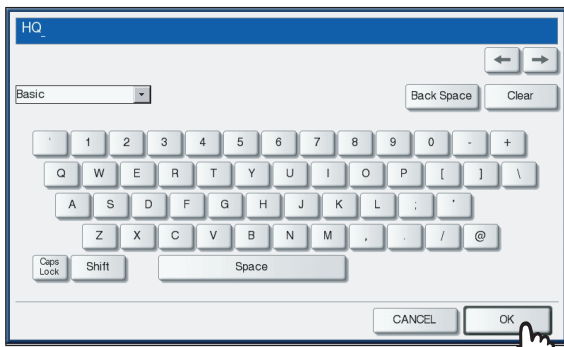 HQ_
Basic
Back Space Clear
` 1 2 3 4 5 6 7 8 9 0 - +
Q W E R T Y U I O P [ ] \
A S D F G H J K L ; '
Z X C V B N M , . / @
Caps Lock Shift Space
CANCEL OK